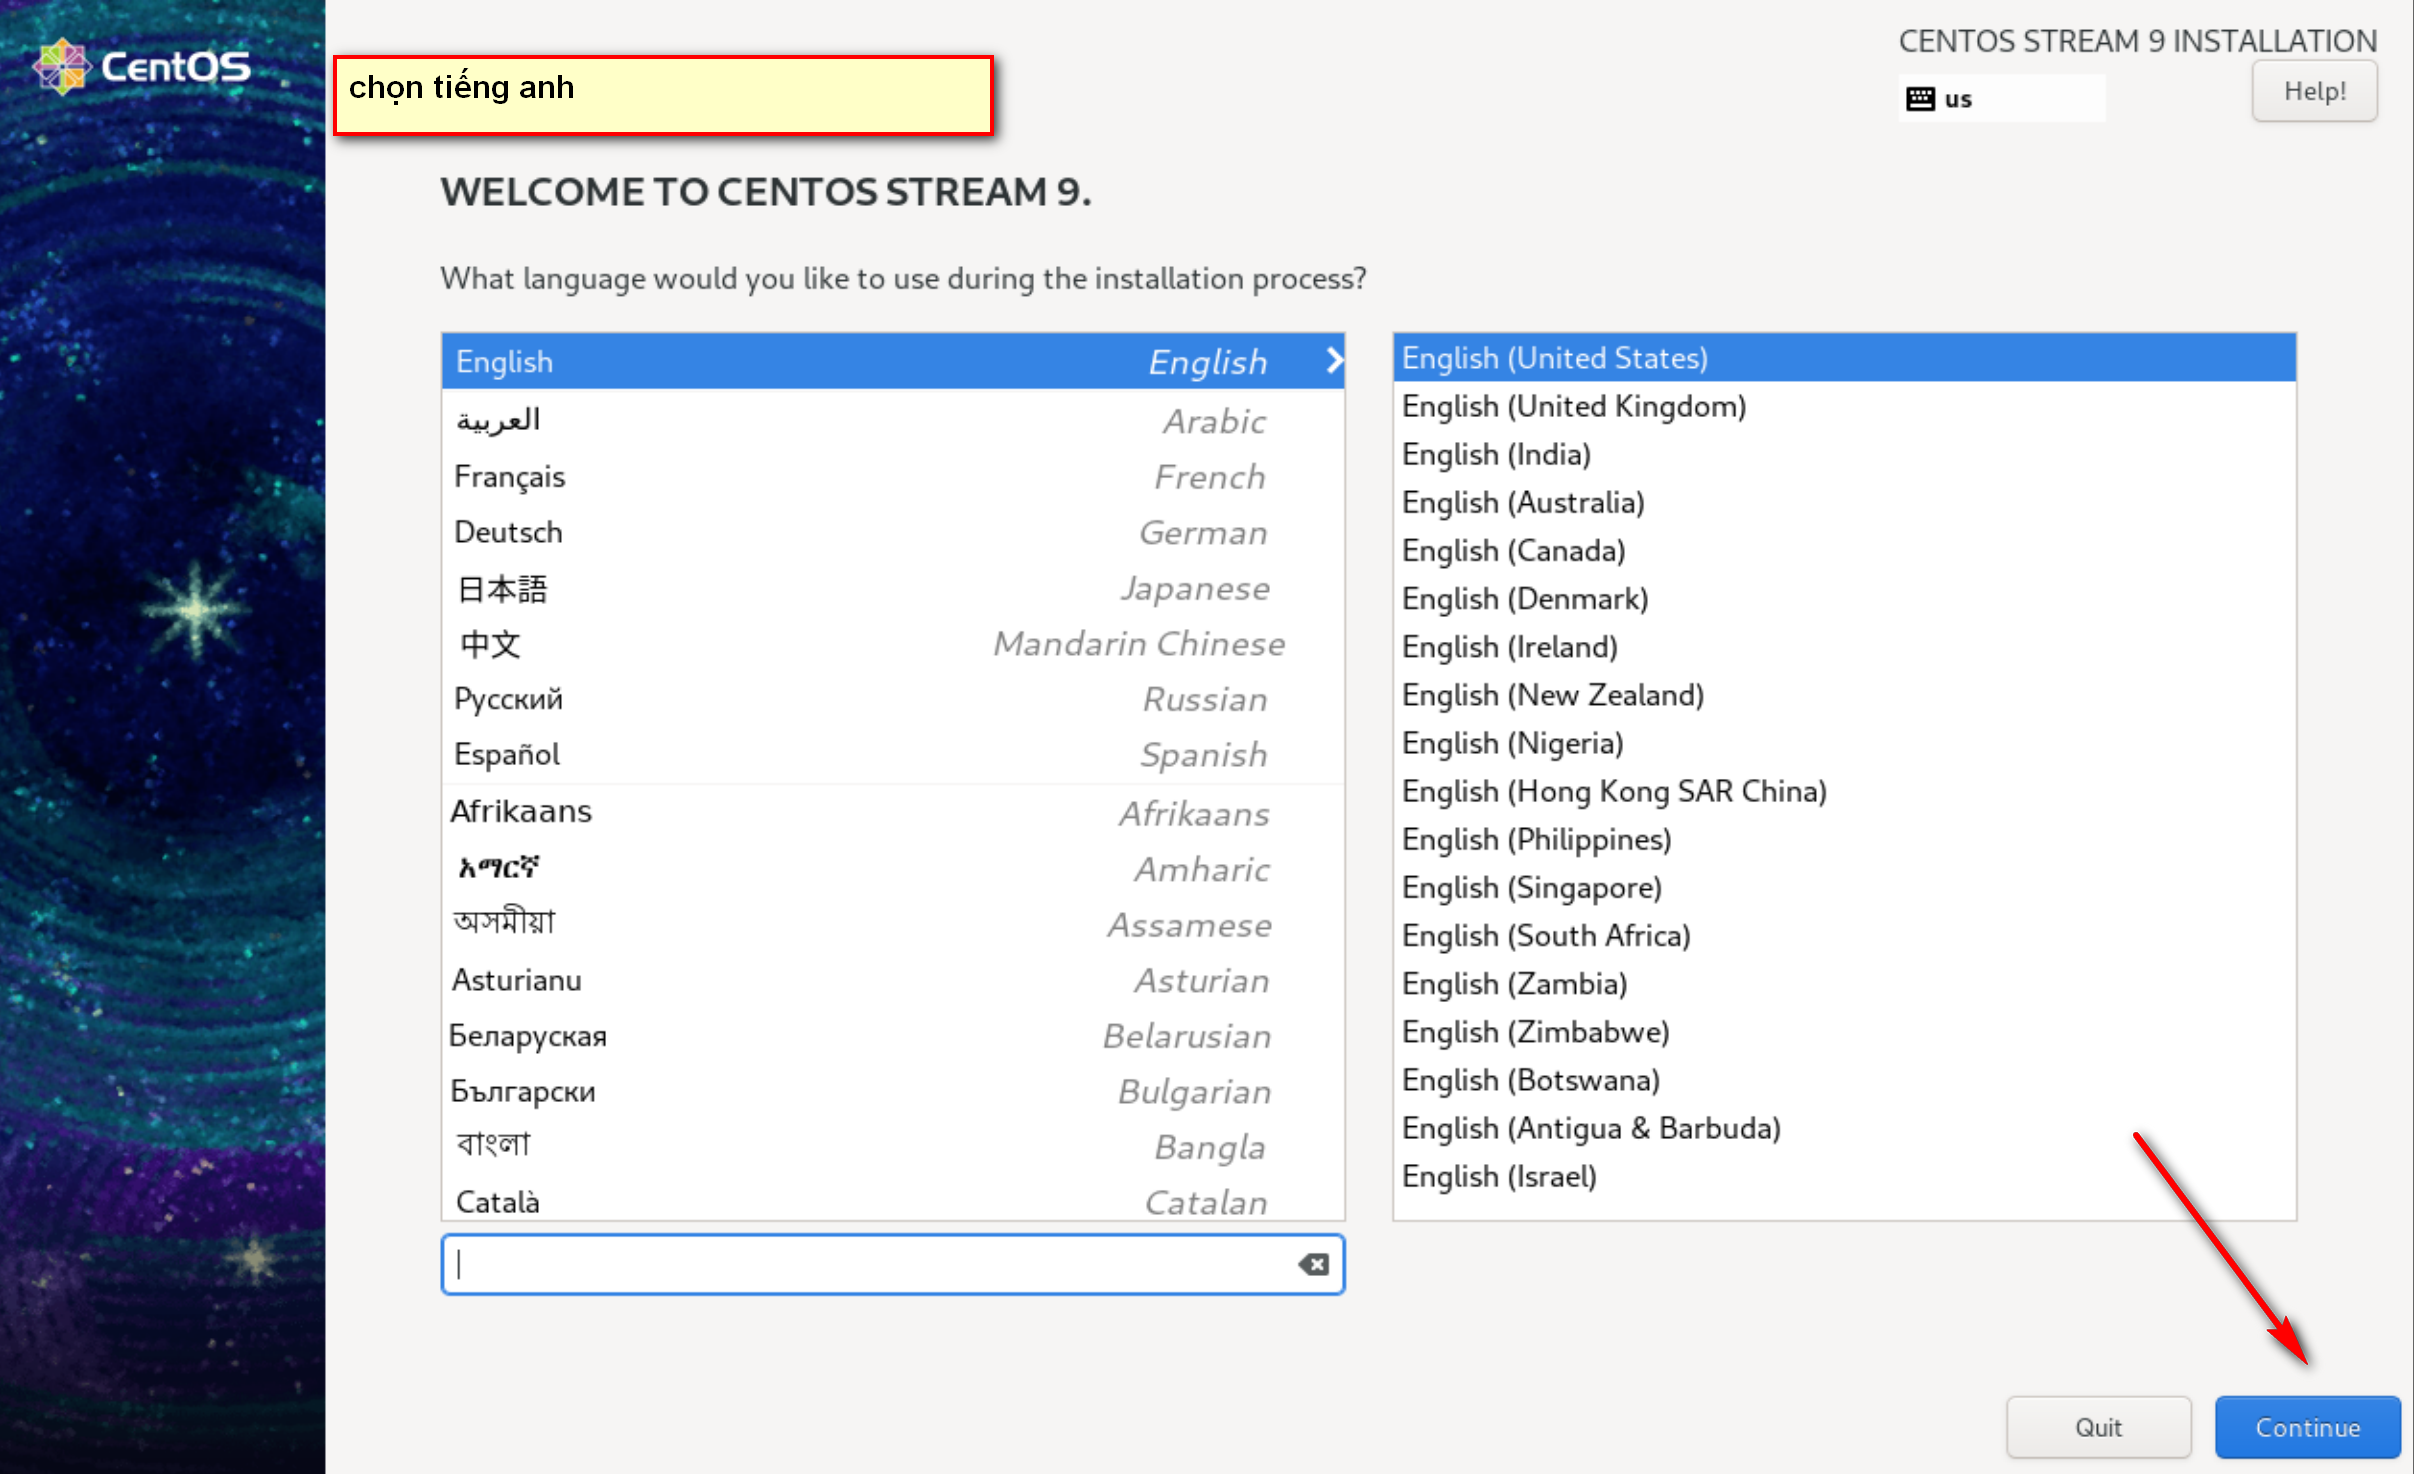 CentOS
chọn tiếng anh
CENTOS STREAM 9 INSTALLATION
us
Help!
WELCOME TO CENTOS STREAM 9.
What language would you like to use during the installation process?
English English
العربية Arabic
Français French
Deutsch German
日本語 Japanese
中文 Mandarin Chinese
Русский Russian
Español Spanish
Afrikaans Afrikaans
አማርኛ Amharic
অসমীয়া Assamese
Asturianu Asturian
Беларуская Belarusian
Български Bulgarian
বাংলা Bangla
Català Catalan
English (United States)
English (United Kingdom)
English (India)
English (Australia)
English (Canada)
English (Denmark)
English (Ireland)
English (New Zealand)
English (Nigeria)
English (Hong Kong SAR China)
English (Philippines)
English (Singapore)
English (South Africa)
English (Zambia)
English (Zimbabwe)
English (Botswana)
English (Antigua & Barbuda)
English (Israel)
Quit
Continue